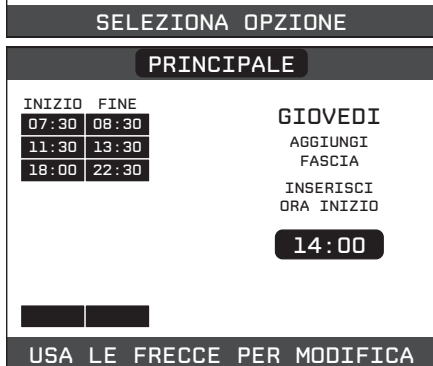 SELEZIONA OPZIONE
PRINCIPALE
INIZIO FINE
07:30 08:30
11:30 13:30
18:00 22:30
GIOVEDI
AGGIUNGI
FASCIA
INSERISCI
ORA INIZIO
14:00
USA LE FRECCE PER MODIFICA